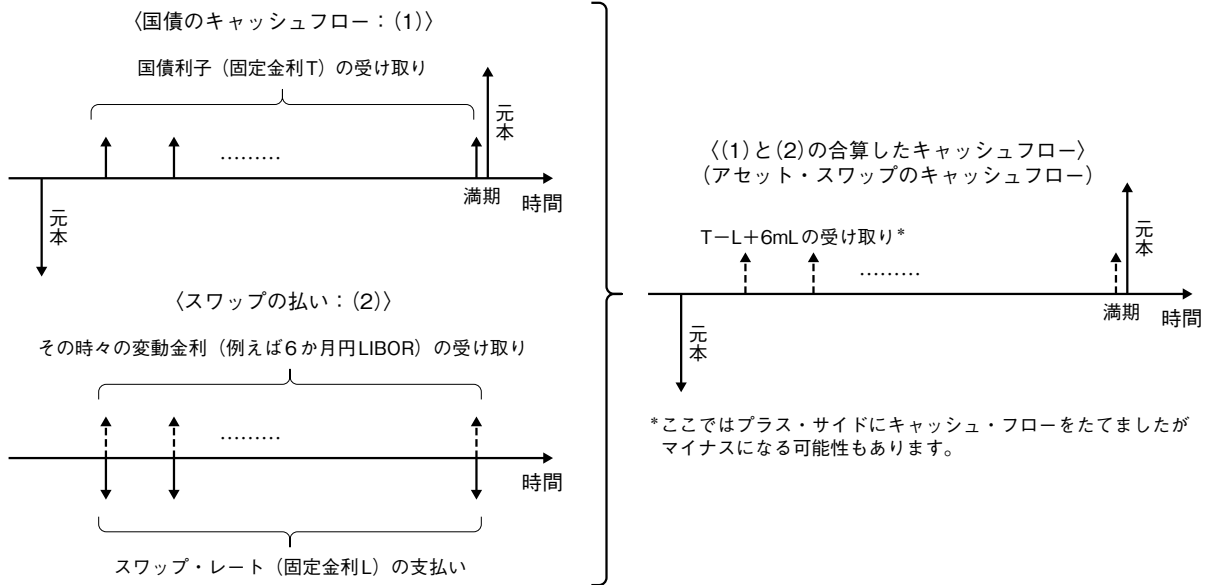 〈国債のキャッシュフロー：(1)〉
国債利子（固定金利T）の受け取り
元本
………
満期
時間
元本
〈スワップの払い：(2)〉
その時々の変動金利（例えば６か月円LIBOR）の受け取り
………
時間
スワップ・レート（固定金利L）の支払い
〈(1)と(2)の合算したキャッシュフロー〉
（アセット・スワップのキャッシュフロー）
T－L＋6mLの受け取り*
元本
………
満期
時間
元本
*ここではプラス・サイドにキャッシュ・フローをたてましたが
マイナスになる可能性もあります。